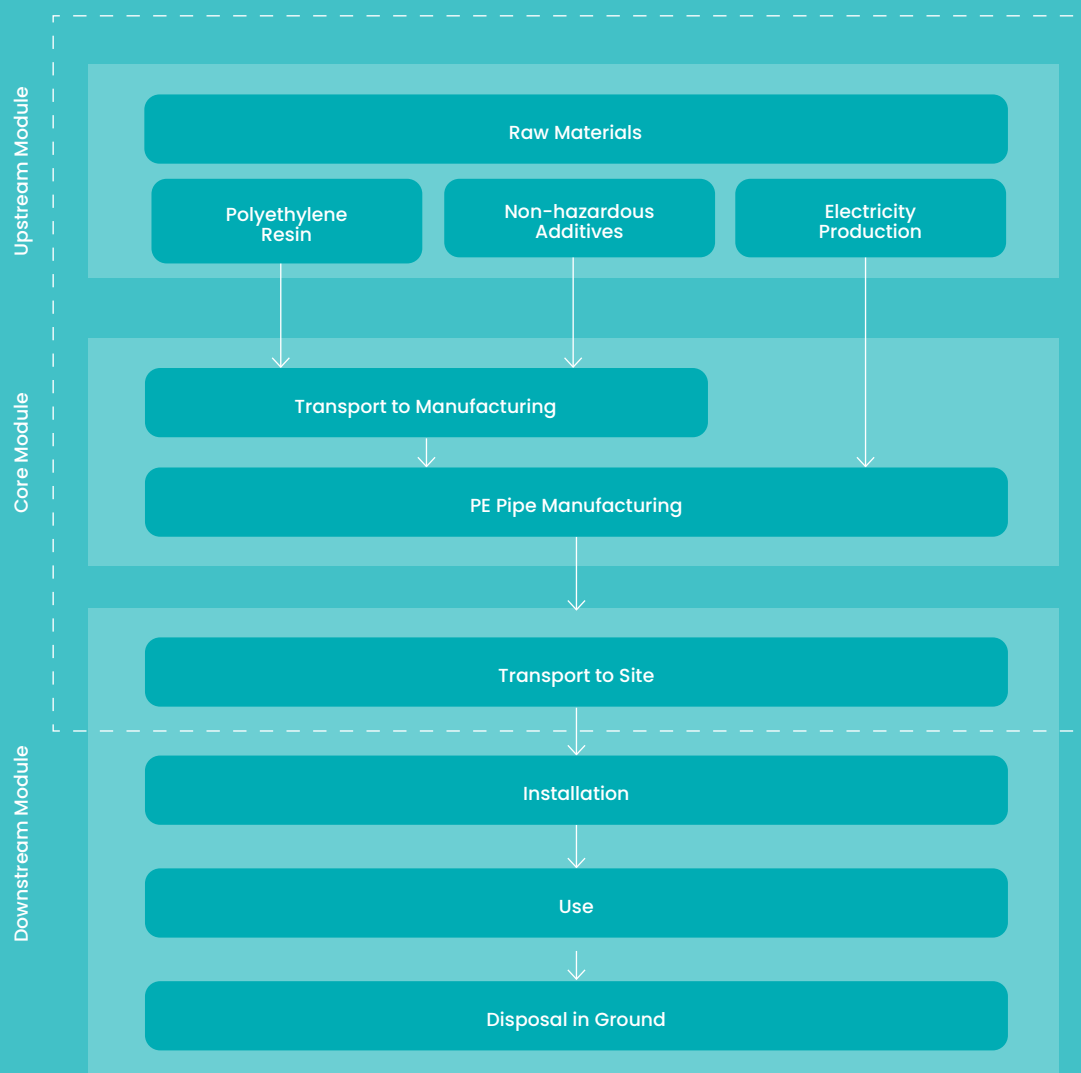 Upstream Module
Raw Materials
Polyethylene
Resin
Non-hazardous
Additives
Electricity
Production
Core Module
Transport to Manufacturing
PE Pipe Manufacturing
Downstream Module
Transport to Site
Installation
Use
Disposal in Ground